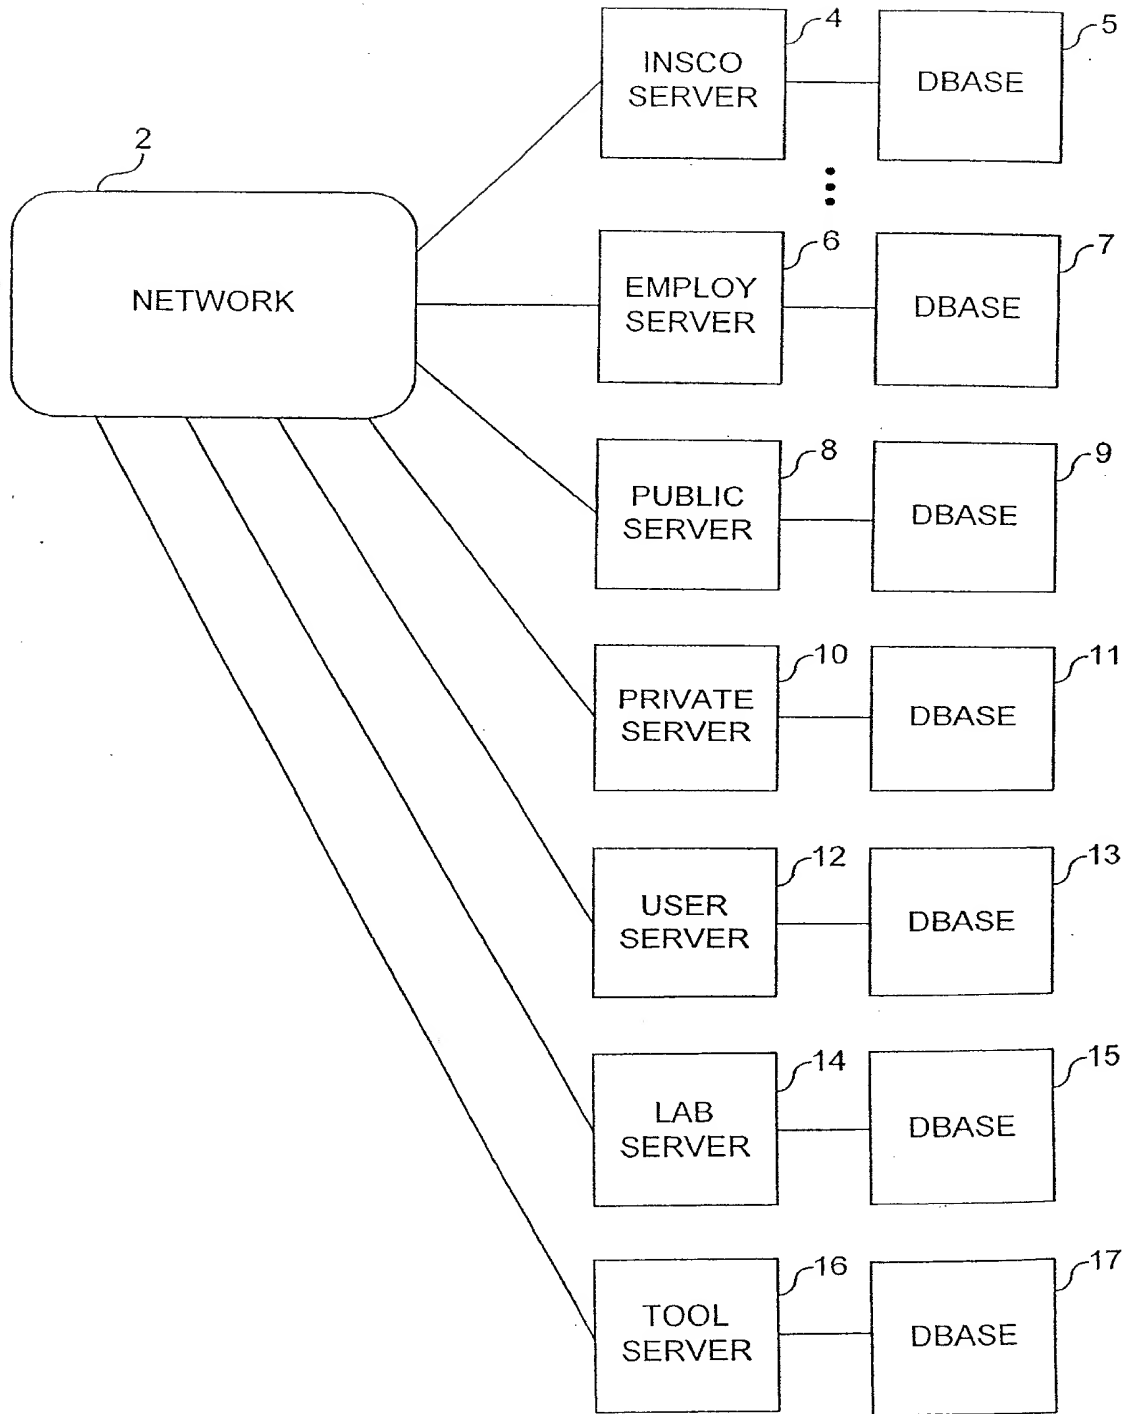 4
5
INSCO
SERVER
DBASE
2
NETWORK
6
7
EMPLOY
SERVER
DBASE
8
9
PUBLIC
SERVER
DBASE
10
11
PRIVATE
SERVER
DBASE
12
13
USER
SERVER
DBASE
14
15
LAB
SERVER
DBASE
16
17
TOOL
SERVER
DBASE